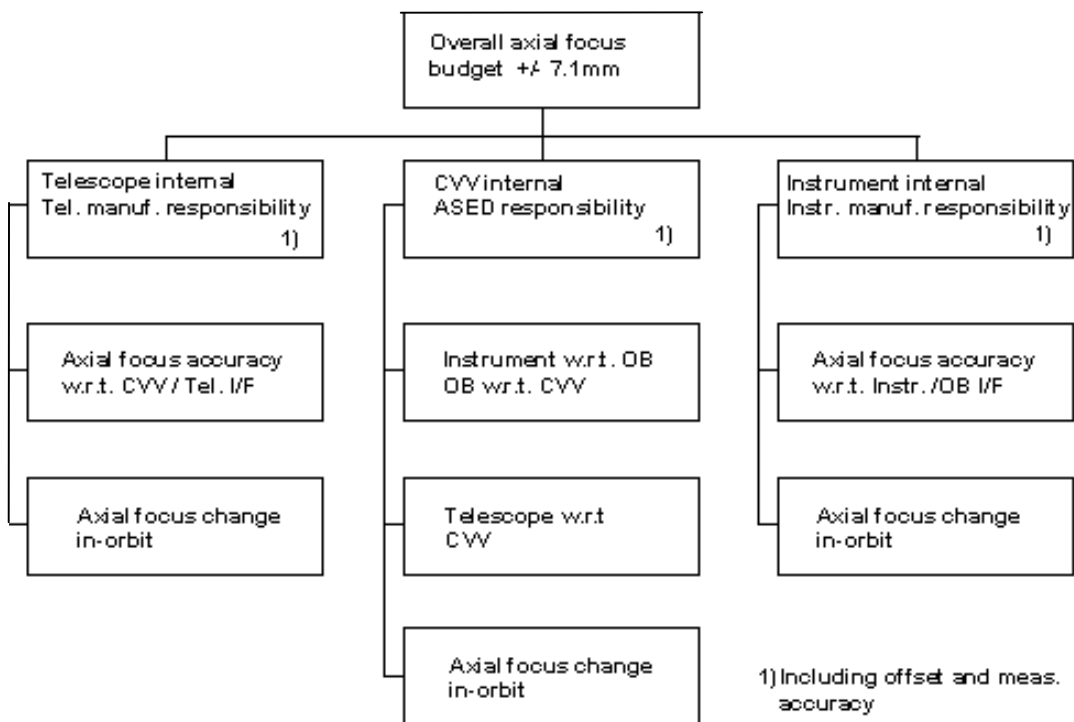 Overall axial focus
budget +/- 7.1mm
Telescope internal
Tel. manuf. responsibility
1)
CVV internal
ASED responsibility
1)
Instrument internal
Instr. manuf. responsibility
1)
Axial focus accuracy
w.r.t. CVV / Tel. I/F
Instrument w.r.t. OB
OB w.r.t. CVV
Axial focus accuracy
w.r.t. Instr. /OB I/F
Axial focus change
in-orbit
Telescope w.r.t
CVV
Axial focus change
in-orbit
Axial focus change
in-orbit
1) Including offset and meas.
accuracy